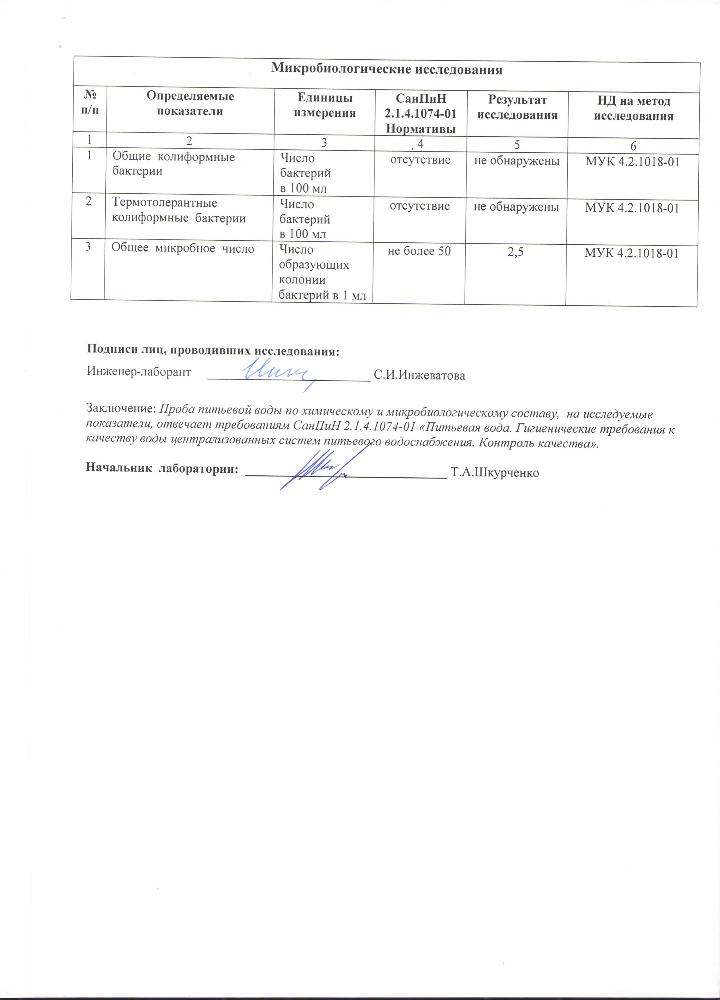 Микробиологические исследования
№ п/п Определяемые показатели Единицы измерения СанПиН 2.1.4.1074-01 Нормативы Результат исследования НД на метод исследования
1 2 3 4 5 6
1 Общие колиформные бактерии Число бактерий в 100 мл отсутствие не обнаружены МУК 4.2.1018-01
2 Термотолерантные колиформные бактерии Число бактерий в 100 мл отсутствие не обнаружены МУК 4.2.1018-01
3 Общее микробное число Число образующих колонии бактерий в 1 мл не более 50 2,5 МУК 4.2.1018-01
Подписи лиц, проводивших исследования:
Инженер-лаборант С.И.Инжеватова
Заключение: Проба питьевой воды по химическому и микробиологическому составу, на исследуемые
показатели, отвечает требованиям СанПиН 2.1.4.1074-01 «Питьевая вода. Гигиенические требования к
качеству воды централизованных систем питьевого водоснабжения. Контроль качества».
Начальник лаборатории: Т.А.Шкурченко